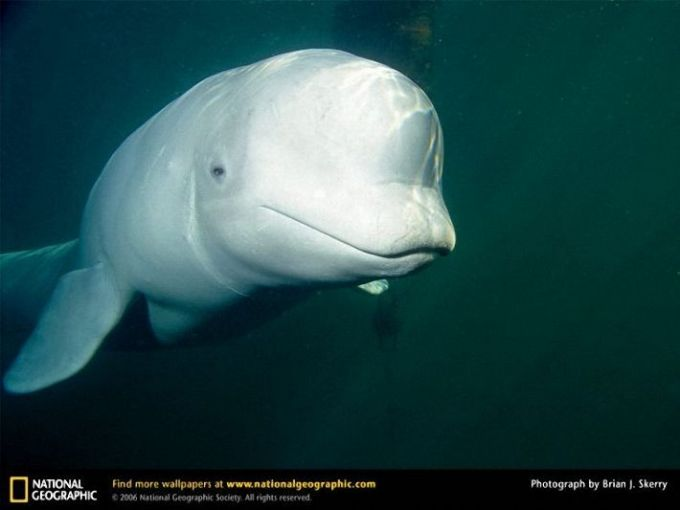 NATIONAL
GEOGRAPHIC
Find more wallpapers at www.nationalgeographic.com
© 2006 National Geographic Society. All rights reserved.
Photograph by Brian J. Skerry